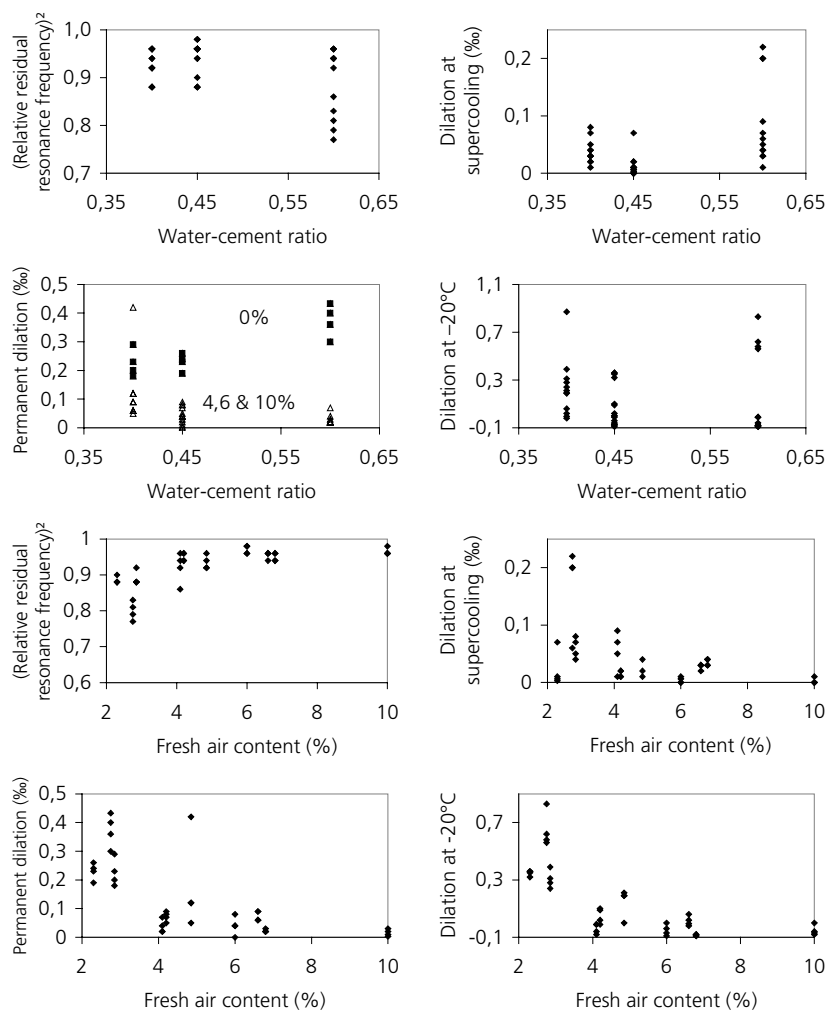 (Relative residual
resonance frequency)²
1,0
0,9
0,8
0,7
0,35 0,45 0,55 0,65
Water-cement ratio
Dilation at
supercooling (‰)
0,2
0,1
0
0,35 0,45 0,55 0,65
Water-cement ratio
Permanent dilation (‰)
0,5
0,4
0,3
0,2
0,1
0
0%
4,6 & 10%
0,35 0,45 0,55 0,65
Water-cement ratio
Dilation at –20°C
1,1
0,7
0,3
-0,1
0,35 0,45 0,55 0,65
Water-cement ratio
(Relative residual
resonance frequency)²
1
0,9
0,8
0,7
0,6
2 4 6 8 10
Fresh air content (%)
Dilation at
supercooling (‰)
0,2
0,1
0
2 4 6 8 10
Fresh air content (%)
Permanent dilation (‰)
0,5
0,4
0,3
0,2
0,1
0
2 4 6 8 10
Fresh air content (%)
Dilation at -20°C
0,7
0,3
-0,1
2 4 6 8 10
Fresh air content (%)